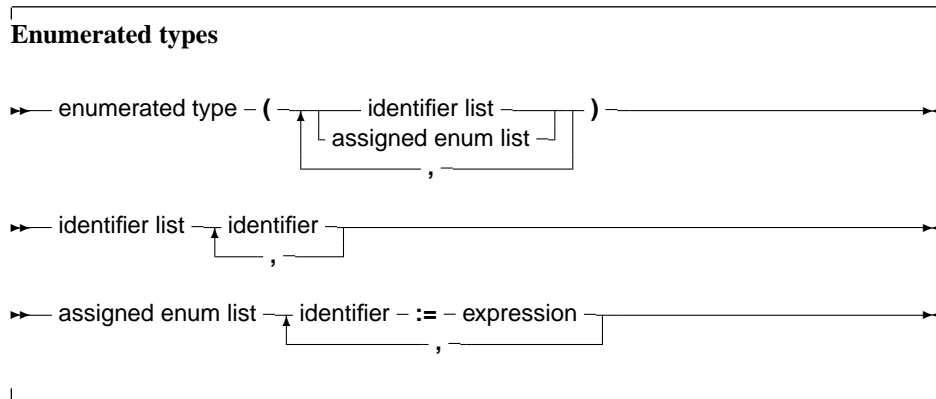 Enumerated types
enumerated type ( identifier list )
assigned enum list
,
identifier list identifier
,
assigned enum list identifier := expression
,